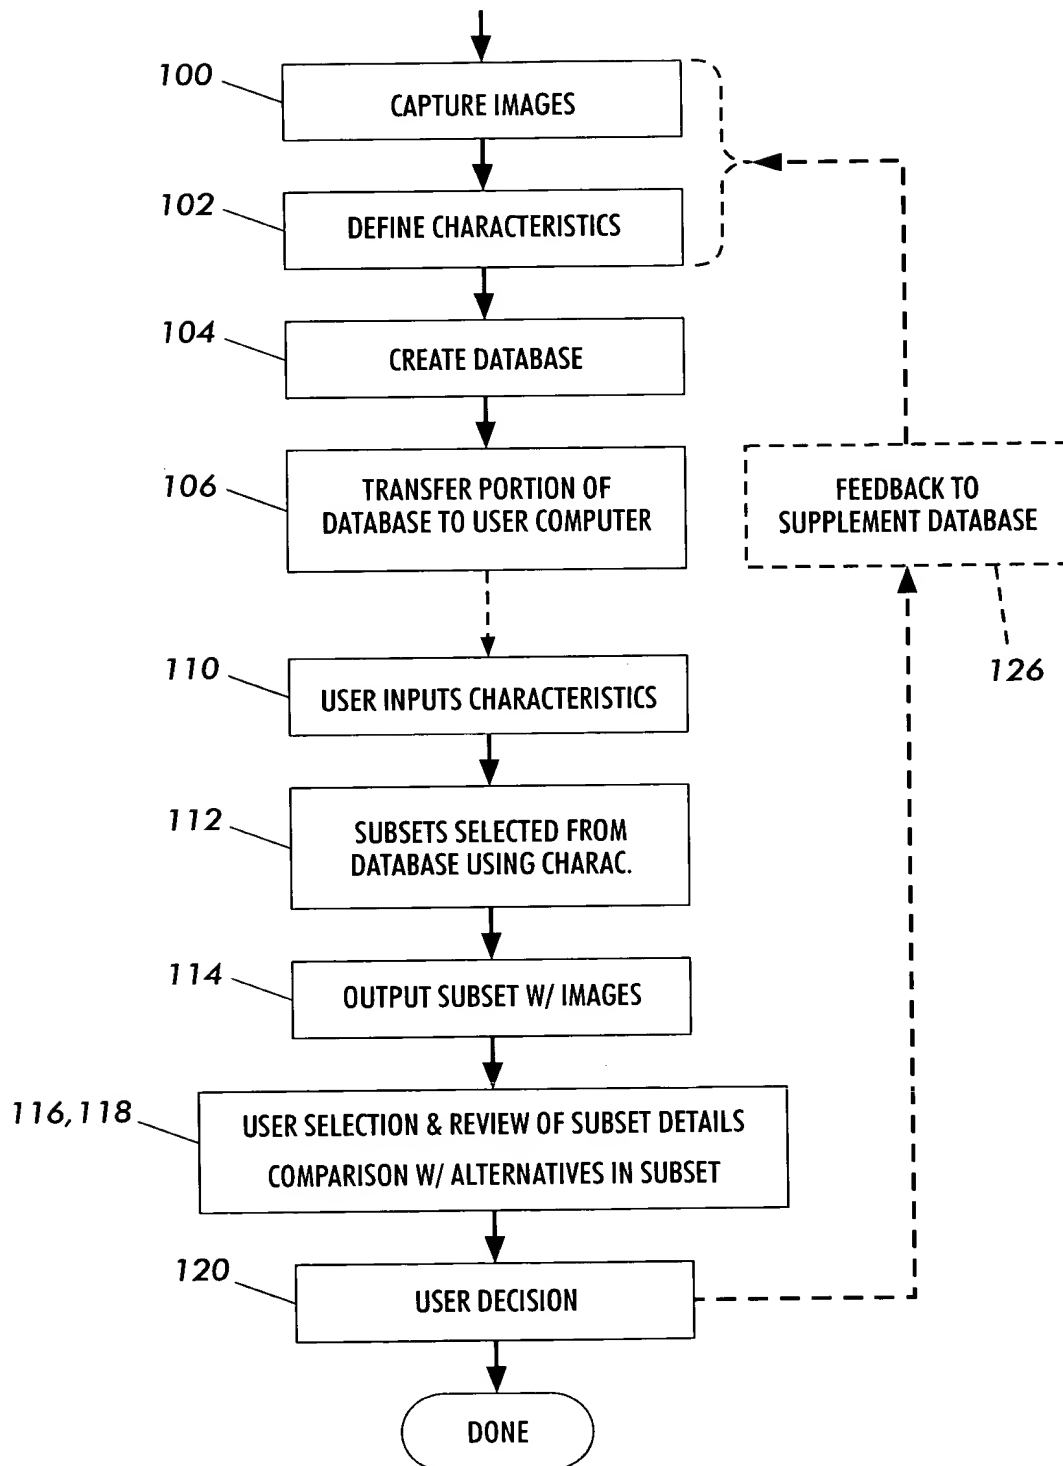 100
CAPTURE IMAGES
102
DEFINE CHARACTERISTICS
104
CREATE DATABASE
106
TRANSFER PORTION OF
DATABASE TO USER COMPUTER
FEEDBACK TO
SUPPLEMENT DATABASE
126
110
USER INPUTS CHARACTERISTICS
112
SUBSETS SELECTED FROM
DATABASE USING CHARAC.
114
OUTPUT SUBSET W/ IMAGES
116,118
USER SELECTION & REVIEW OF SUBSET DETAILS
COMPARISON W/ ALTERNATIVES IN SUBSET
120
USER DECISION
DONE